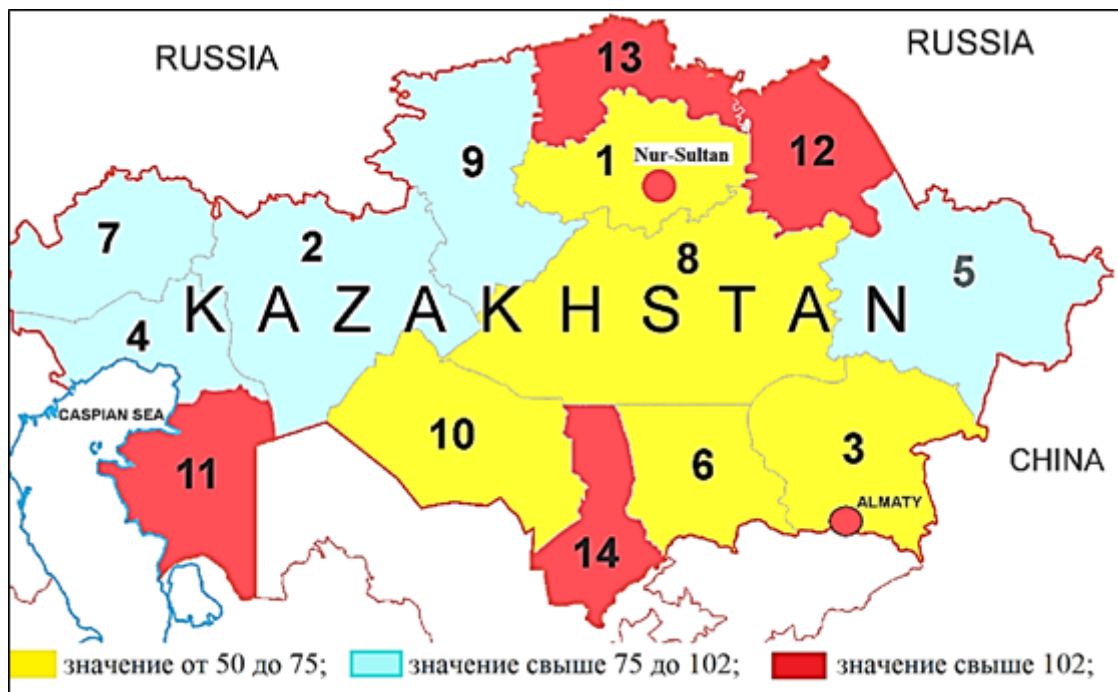 RUSSIA
RUSSIA
13
12
9
1
Nur-Sultan
7
2
8
5
4
KAZAKHSTAN
CASPIAN SEA
10
11
6
3
CHINA
ALMATY
14
значение от 50 до 75;
значение свыше 75 до 102;
значение свыше 102;